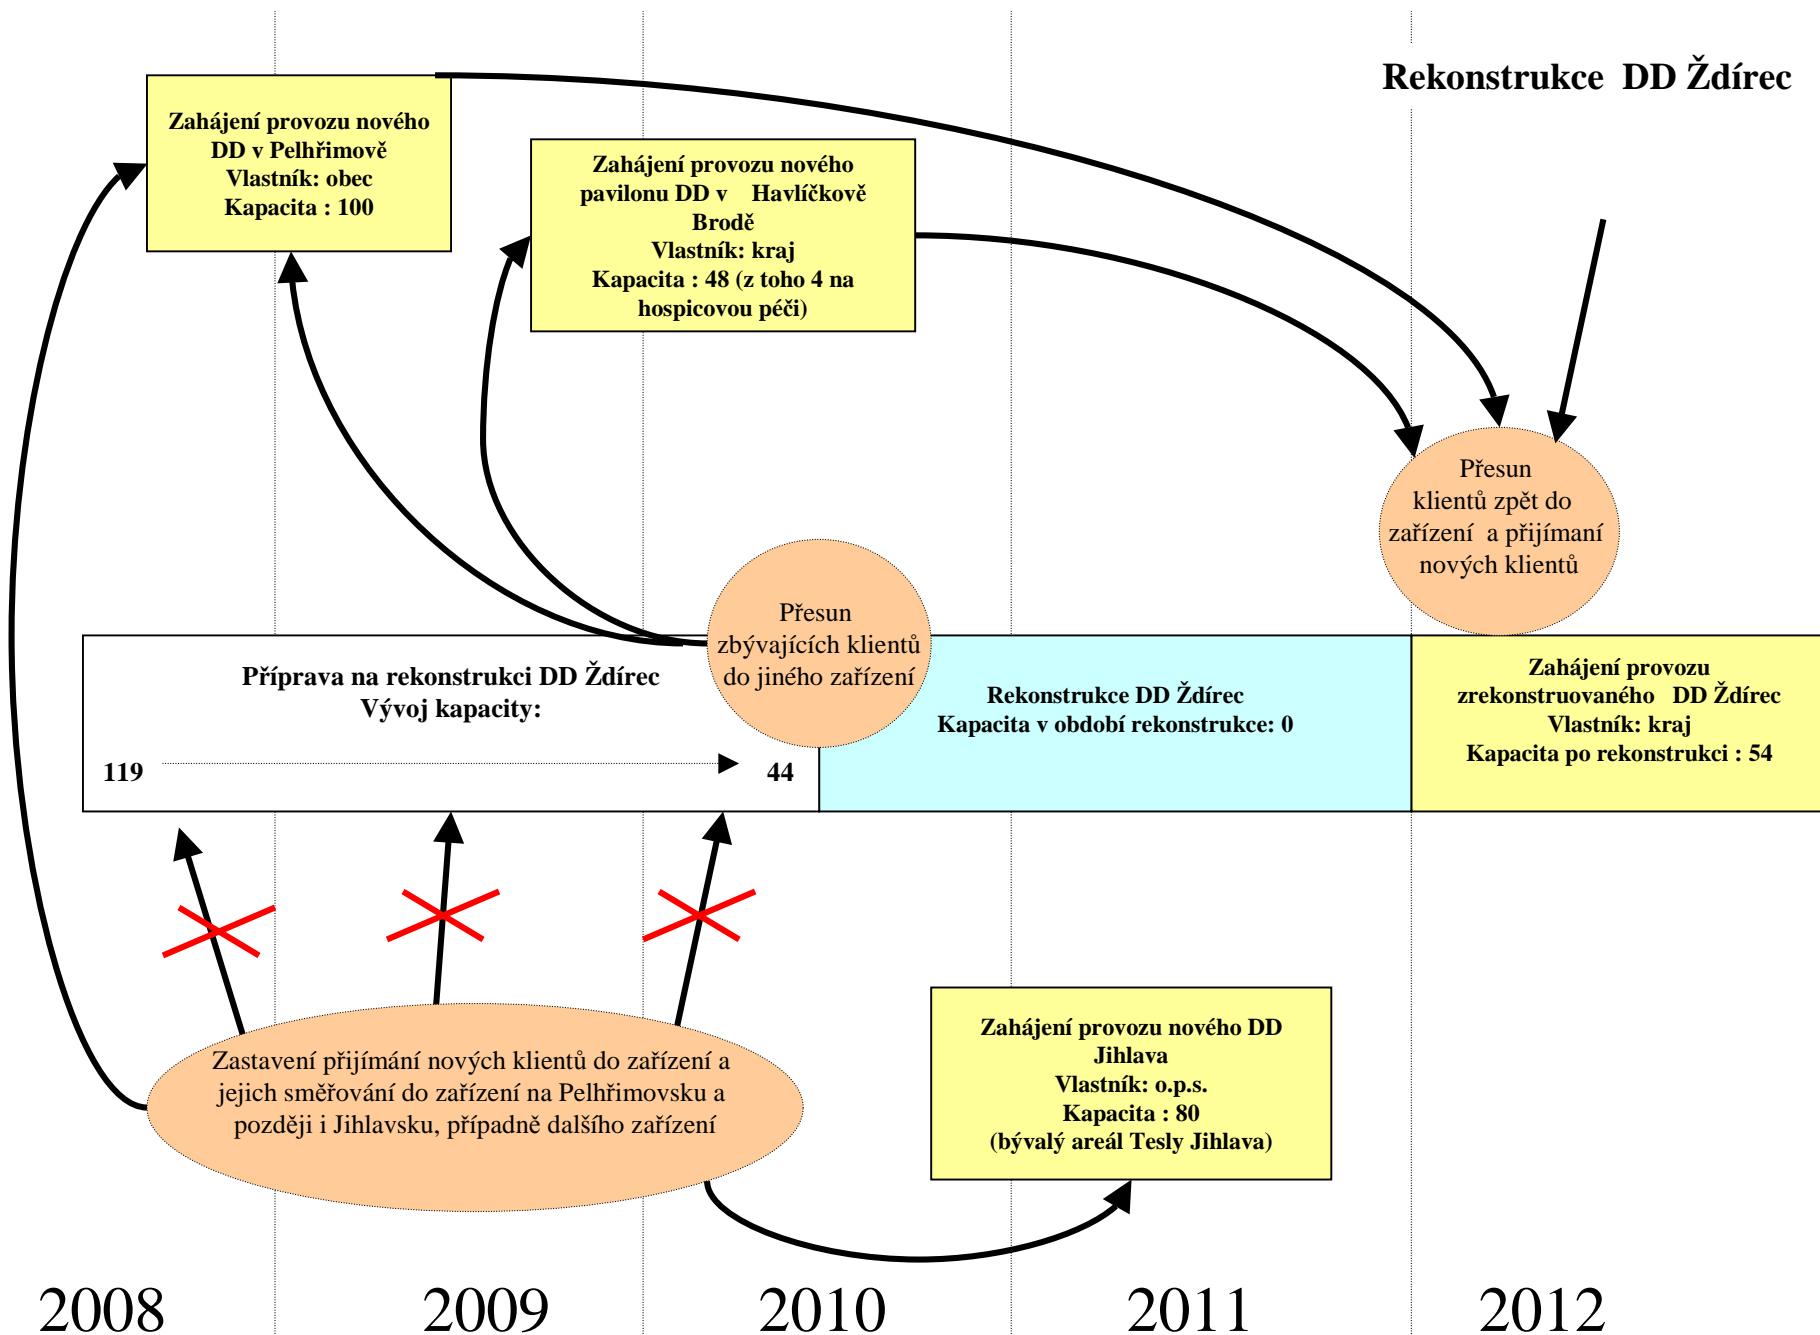 Rekonstrukce DD Ždírec
Zahájení provozu nového
DD v Pelhřimově
Vlastník: obec
Kapacita : 100
Zahájení provozu nového
pavilonu DD v Havlíčkově
Brodě
Vlastník: kraj
Kapacita : 48 (z toho 4 na
hospicovou péči)
Přesun
klientů zpět do
zařízení a přijímaní
nových klientů
Přesun
zbývajících klientů
do jiného zařízení
Příprava na rekonstrukci DD Ždírec
Vývoj kapacity:
119
44
Rekonstrukce DD Ždírec
Kapacita v období rekonstrukce: 0
Zahájení provozu
zrekonstruovaného DD Ždírec
Vlastník: kraj
Kapacita po rekonstrukci : 54
Zastavení přijímání nových klientů do zařízení a
jejich směřování do zařízení na Pelhřimovsku a
později i Jihlavsku, případně dalšího zařízení
Zahájení provozu nového DD
Jihlava
Vlastník: o.p.s.
Kapacita : 80
(bývalý areál Tesly Jihlava)
2008
2009
2010
2011
2012